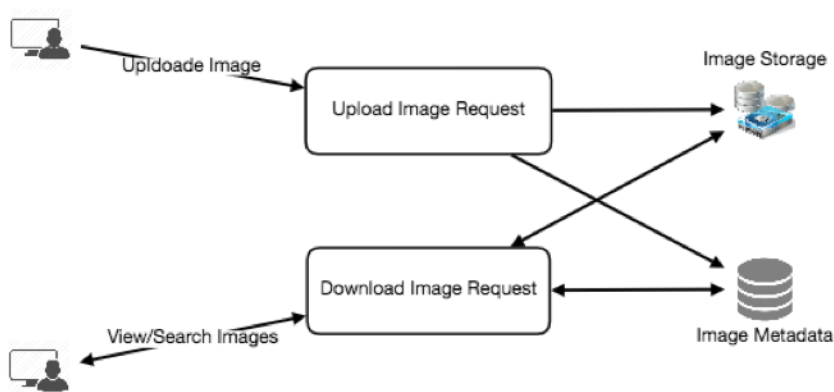 Upldoade Image
Image Storage
Upload Image Request
Download Image Request
View/Search Images
Image Metadata